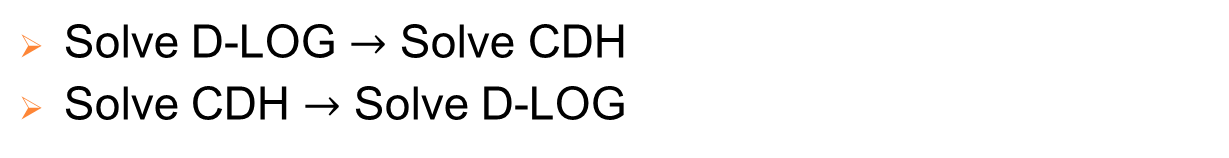 ➢ Solve D-LOG → Solve CDH
➢ Solve CDH → Solve D-LOG